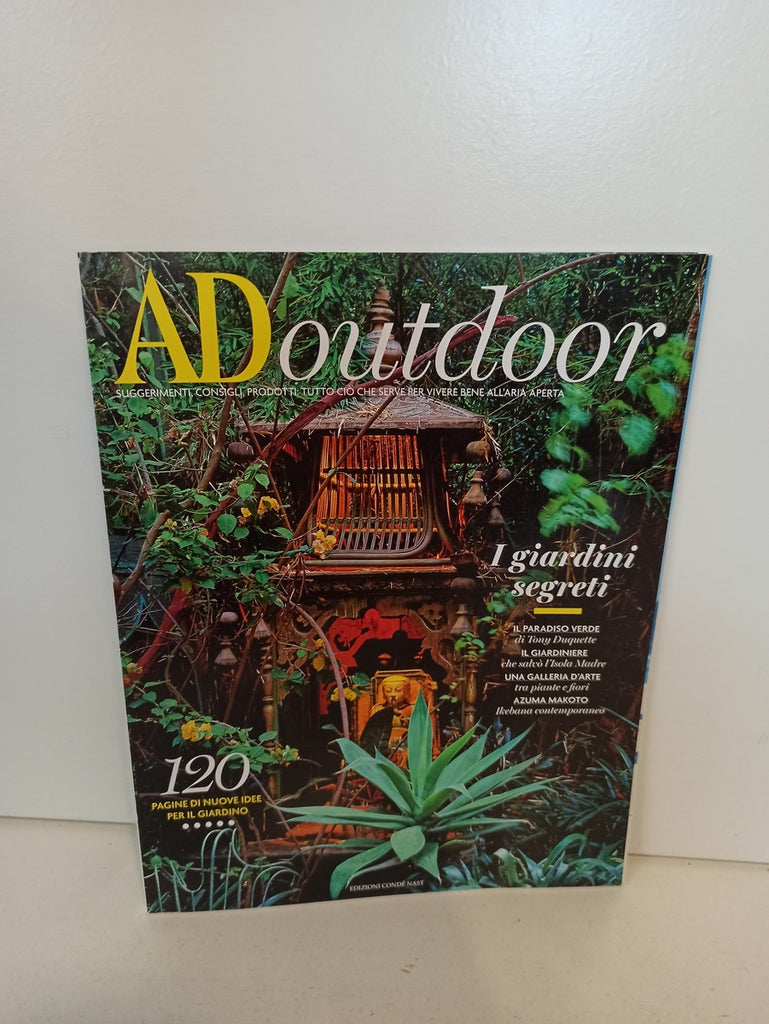 AD outdoor
SUGGERIMENTI, CONSIGLI, PRODOTTI: TUTTO CIÒ CHE SERVE PER VIVERE BENE ALL'ARIA APERTA
I giardini
segreti
IL PARADISO VERDE
di Tony Duquette
IL GIARDINIERE
che salvò l'Isola Madre
UNA GALLERIA D'ARTE
tra piante e fiori
AZUMA MAKOTO
Ikebana contemporaneo
120
PAGINE DI NUOVE IDEE
PER IL GIARDINO
EDIZIONI CONDÉ NAST